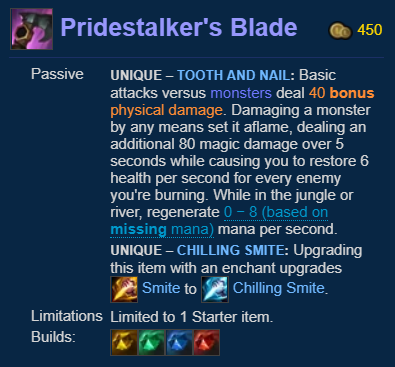 Pridestalker's Blade 450
Passive UNIQUE – TOOTH AND NAIL: Basic
attacks versus monsters deal 40 bonus
physical damage. Damaging a monster
by any means set it aflame, dealing an
additional 80 magic damage over 5
seconds while causing you to restore 6
health per second for every enemy
you're burning. While in the jungle or
river, regenerate 0 − 8 (based on
missing mana) mana per second.
UNIQUE – CHILLING SMITE: Upgrading
this item with an enchant upgrades
Smite to Chilling Smite.
Limitations Limited to 1 Starter item.
Builds: